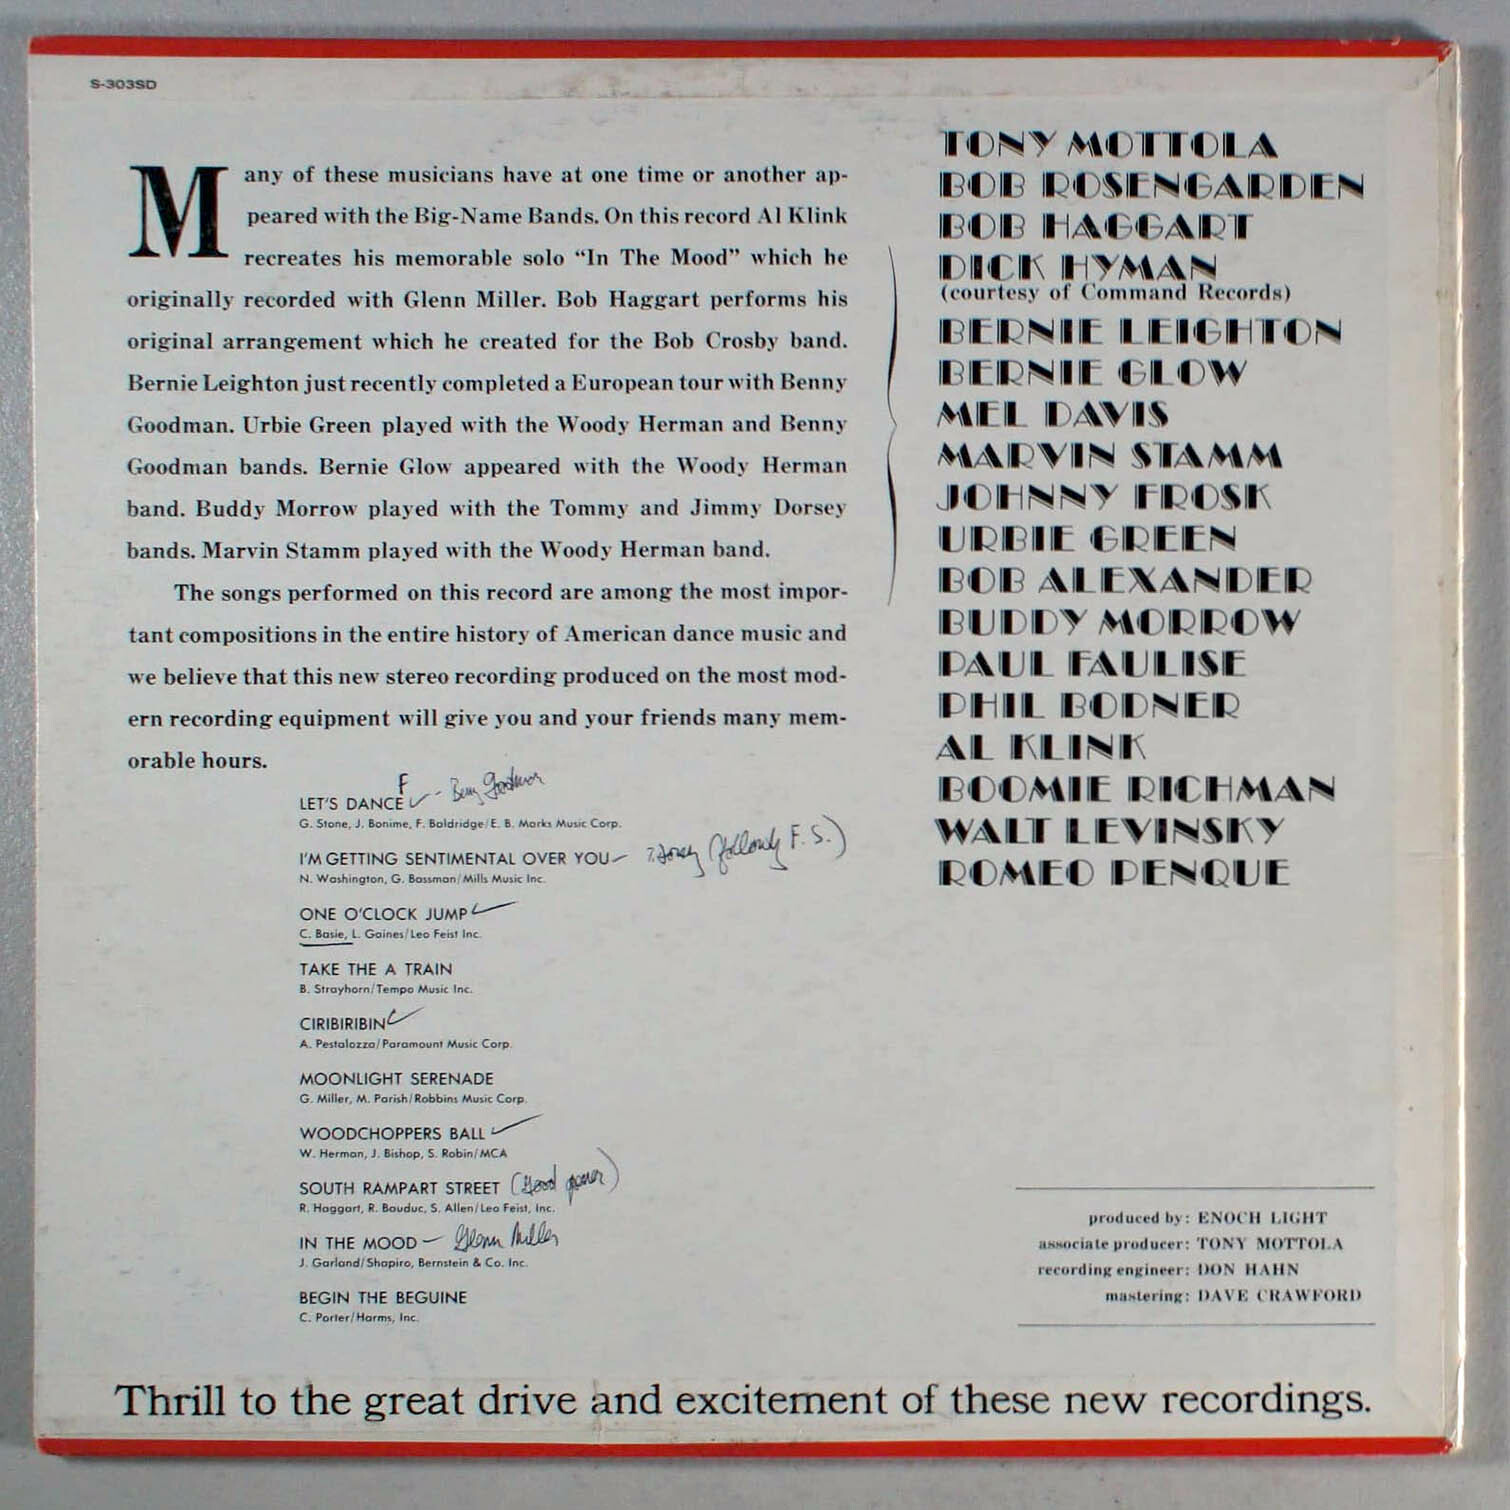 S-303SD
Many of these musicians have at one time or another ap-
peared with the Big-Name Bands. On this record Al Klink
recreates his memorable solo “In The Mood” which he
originally recorded with Glenn Miller. Bob Haggart performs his
original arrangement which he created for the Bob Crosby band.
Bernie Leighton just recently completed a European tour with Benny
Goodman. Urbie Green played with the Woody Herman and Benny
Goodman bands. Bernie Glow appeared with the Woody Herman
band. Buddy Morrow played with the Tommy and Jimmy Dorsey
bands. Marvin Stamm played with the Woody Herman band.
The songs performed on this record are among the most impor-
tant compositions in the entire history of American dance music and
we believe that this new stereo recording produced on the most mod-
ern recording equipment will give you and your friends many mem-
orable hours.
F
LET'S DANCE - Benny Goodman
G. Stone, J. Bonime, F. Baldridge/E. B. Marks Music Corp.
I'M GETTING SENTIMENTAL OVER YOU T. Dorsey (followed F. S.)
N. Washington, G. Bassman/Mills Music Inc.
ONE O'CLOCK JUMP
C. Basie, L. Gaines/Leo Feist Inc.
TAKE THE A TRAIN
B. Strayhorn/Tempo Music Inc.
CIRIBIRIBIN
A. Pestalozza/Paramount Music Corp.
MOONLIGHT SERENADE
G. Miller, M. Parish/Robbins Music Corp.
WOODCHOPPERS BALL
W. Herman, J. Bishop, S. Robin/MCA
SOUTH RAMPART STREET (Good opener)
R. Haggart, R. Bauduc, S. Allen/Leo Feist, Inc.
IN THE MOOD - Glenn Miller
J. Garland/Shapiro, Bernstein & Co. Inc.
BEGIN THE BEGUINE
C. Porter/Harms, Inc.
TONY MOTTOLA
BOB ROSENGARDEN
BOB HAGGART
DICK HYMAN
(courtesy of Command Records)
BERNIE LEIGHTON
BERNIE GLOW
MEL DAVIS
MARVIN STAMM
JOHNNY FROSK
URBIE GREEN
BOB ALEXANDER
BUDDY MORROW
PAUL FAULISE
PHIL BODNER
AL KLINK
BOOMIE RICHMAN
WALT LEVINSKY
ROMEO PENQUE
produced by: ENOCH LIGHT
associate producer: TONY MOTTOLA
recording engineer: DON HAHN
mastering: DAVE CRAWFORD
Thrill to the great drive and excitement of these new recordings.